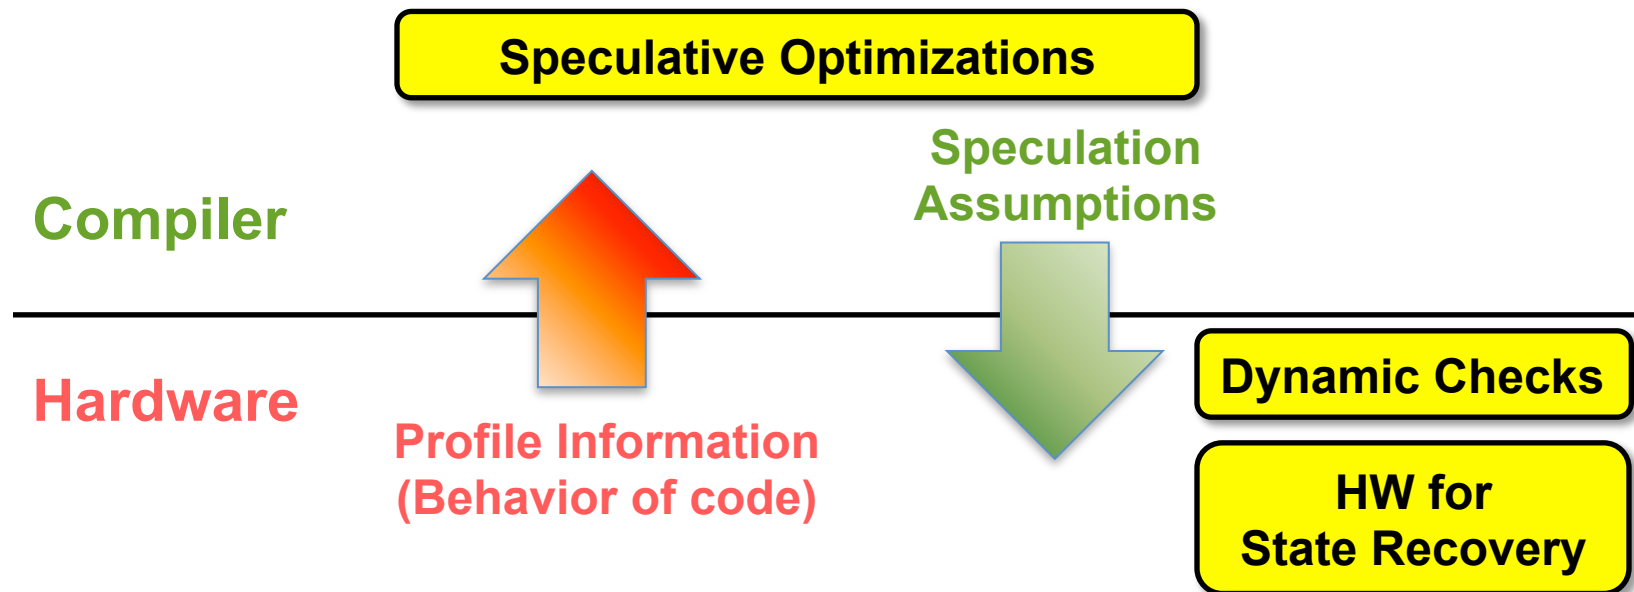 Speculative Optimizations
Speculation
Assumptions
Compiler
Hardware
Profile Information
(Behavior of code)
Dynamic Checks
HW for
State Recovery